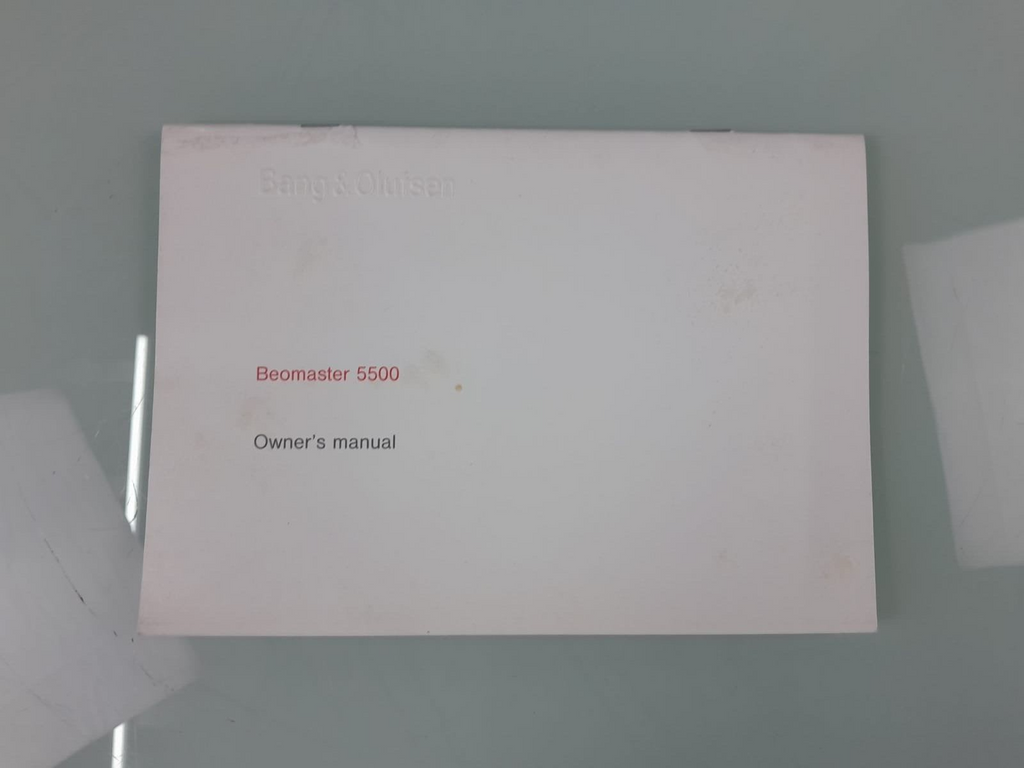 Bang & Olufsen
Beomaster 5500
Owner's manual